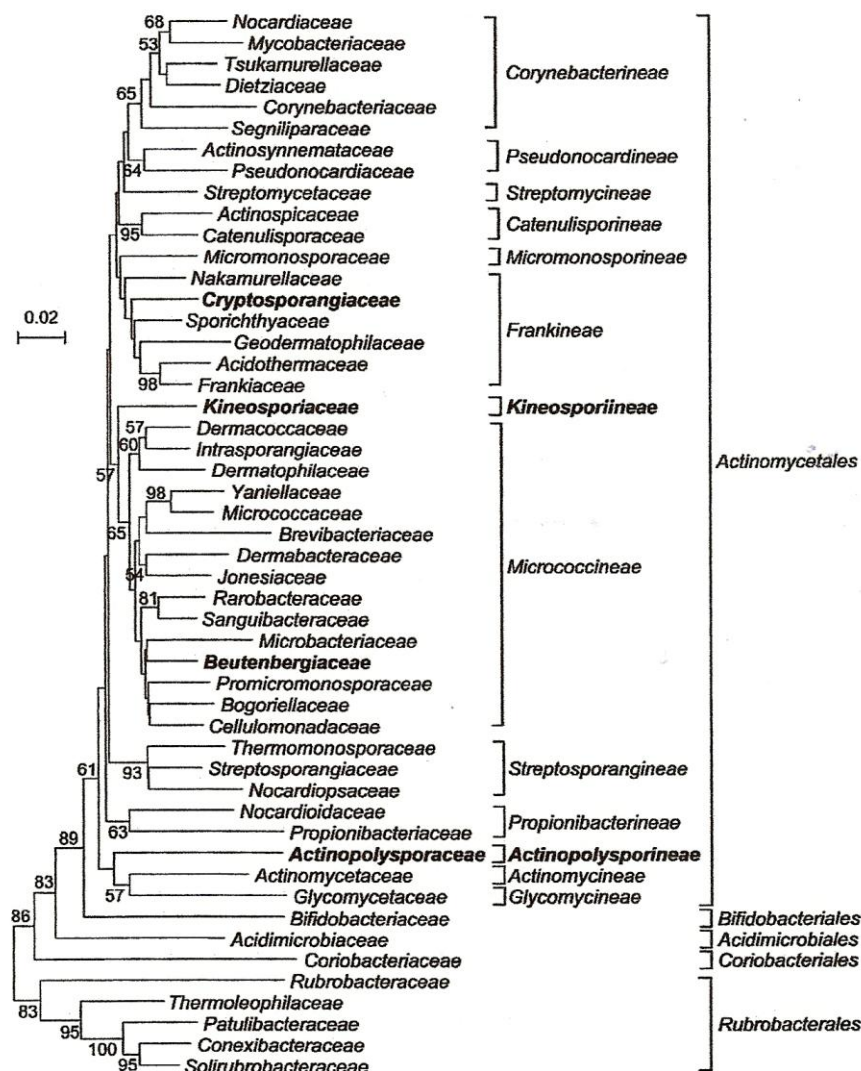 68 Nocardiaceae
53 Mycobacteriaceae
Tsukamurellaceae
Dietziaceae Corynebacterineae
65 Corynebacteriaceae
Segniliparaceae
Actinosynnemataceae
64 Pseudonocardiaceae Pseudonocardineae
Streptomycetaceae Streptomycineae
Actinospicaceae
95 Catenulisporaceae Catenulisporineae
Micromonosporaceae Micromonosporineae
Nakamurellaceae
Cryptosporangiaceae
0.02 Sporichthyaceae Frankineae
Geodermatophilaceae
Acidothermaceae
98 Frankiaceae
Kineosporiaceae Kineosporiineae
57 Dermacoccaceae
60 Intrasporangiaceae
57 Dermatophilaceae Actinomycetales
98 Yaniellaceae
65 Micrococcaceae
Brevibacteriaceae
Dermabacteraceae Micrococcineae
54 Jonesiaceae
81 Rarobacteraceae
Sanguibacteraceae
Microbacteriaceae
Beutenbergiaceae
Promicromonosporaceae
Bogoriellaceae
Cellulomonadaceae
Thermomonosporaceae
61 93 Streptosporangiaceae Streptosporangineae
Nocardiopsaceae
Nocardioidaceae
63 Propionibacteriaceae Propionibacterineae
89 Actinopolysporaceae Actinopolysporineae
Actinomycetaceae Actinomycineae
83 57 Glycomycetaceae Glycomycineae
86 Bifidobacteriaceae Bifidobacteriales
Acidimicrobiaceae Acidimicrobiales
Coriobacteriaceae Coriobacteriales
83 Rubrobacteraceae
95 Thermoleophilaceae
100 Patulibacteraceae Rubrobacterales
Conexibacteraceae
95 Solirubrobacteraceae